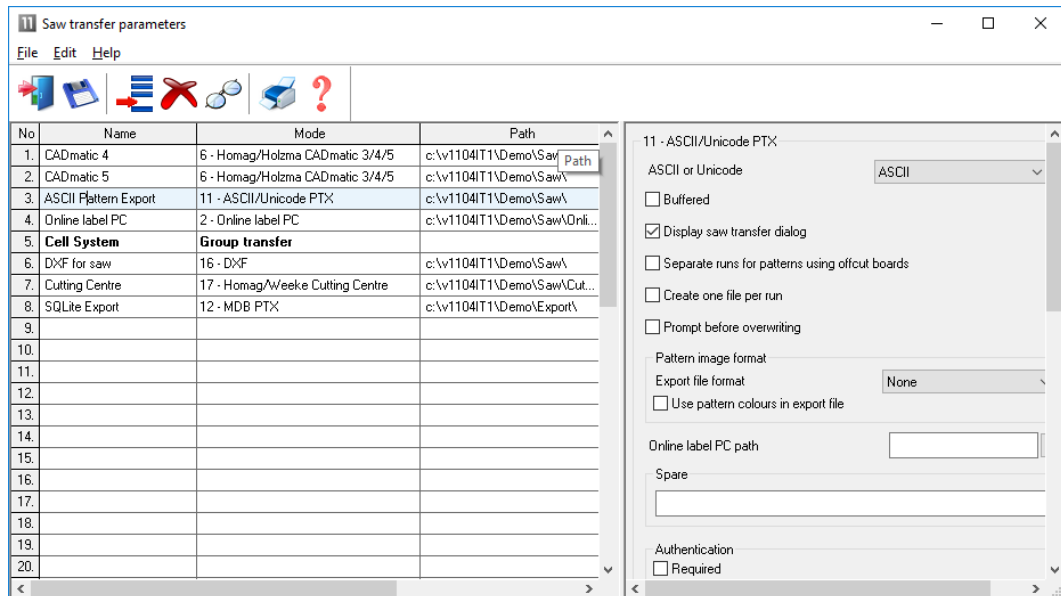 11 Saw transfer parameters
File Edit Help
No Name Mode Path
1. CADmatic 4 6 - Homag/Holzma CADmatic 3/4/5 c:\v1104IT1\Demo\Saw
Path
2. CADmatic 5 6 - Homag/Holzma CADmatic 3/4/5 c:\v1104IT1\Demo\Saw\
3. ASCII Pattern Export 11 - ASCII/Unicode PTX c:\v1104IT1\Demo\Saw\
4. Online label PC 2 - Online label PC c:\v1104IT1\Demo\Saw\Onli...
5. Cell System Group transfer
6. DXF for saw 16 - DXF c:\v1104IT1\Demo\Saw\
7. Cutting Centre 17 - Homag/Weeke Cutting Centre c:\v1104IT1\Demo\Saw\Cut...
8. SQLite Export 12 - MDB PTX c:\v1104IT1\Demo\Export\
9.
10.
11.
12.
13.
14.
15.
16.
17.
18.
19.
20.
11 - ASCII/Unicode PTX
ASCII or Unicode ASCII
Buffered
Display saw transfer dialog
Separate runs for patterns using offcut boards
Create one file per run
Prompt before overwriting
Pattern image format
Export file format None
Use pattern colours in export file
Online label PC path
Spare
Authentication
Required